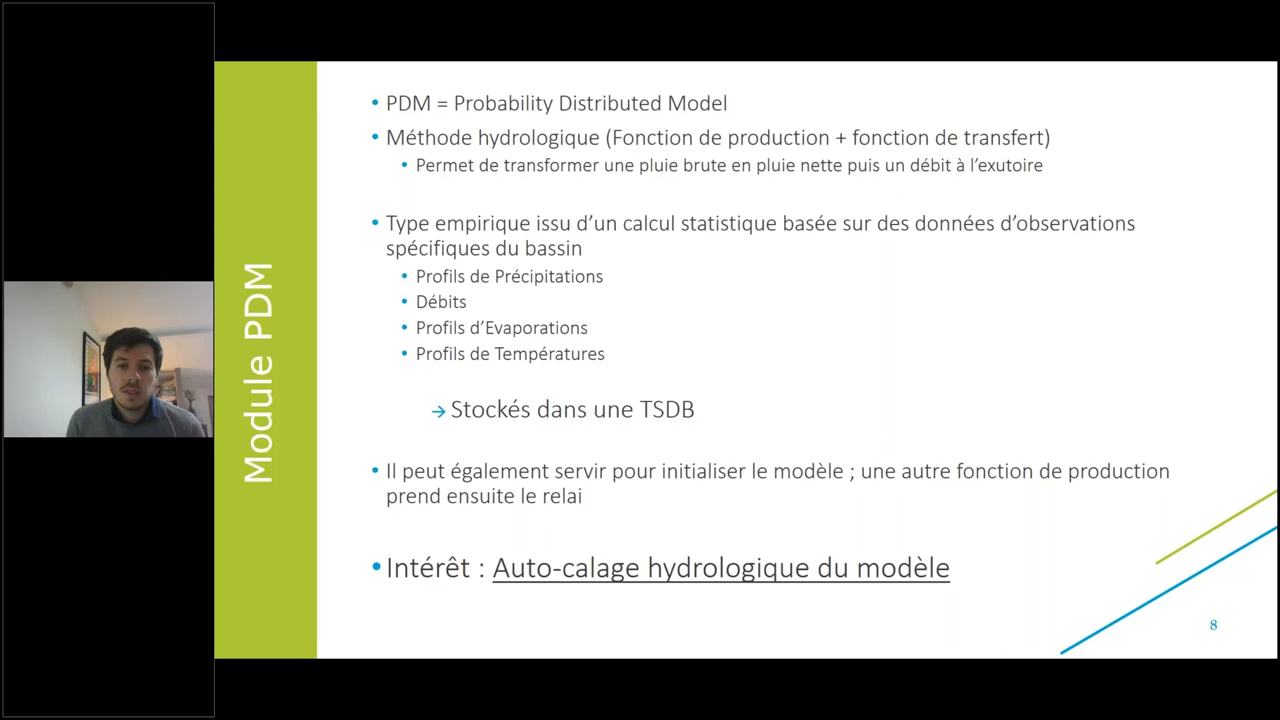 Module PDM
• PDM = Probability Distributed Model
• Méthode hydrologique (Fonction de production + fonction de transfert)
• Permet de transformer une pluie brute en pluie nette puis un débit à l’exutoire
• Type empirique issu d’un calcul statistique basée sur des données d’observations
spécifiques du bassin
• Profils de Précipitations
• Débits
• Profils d’Evaporations
• Profils de Températures
→ Stockés dans une TSDB
• Il peut également servir pour initialiser le modèle ; une autre fonction de production
prend ensuite le relai
• Intérêt : Auto-calage hydrologique du modèle
8